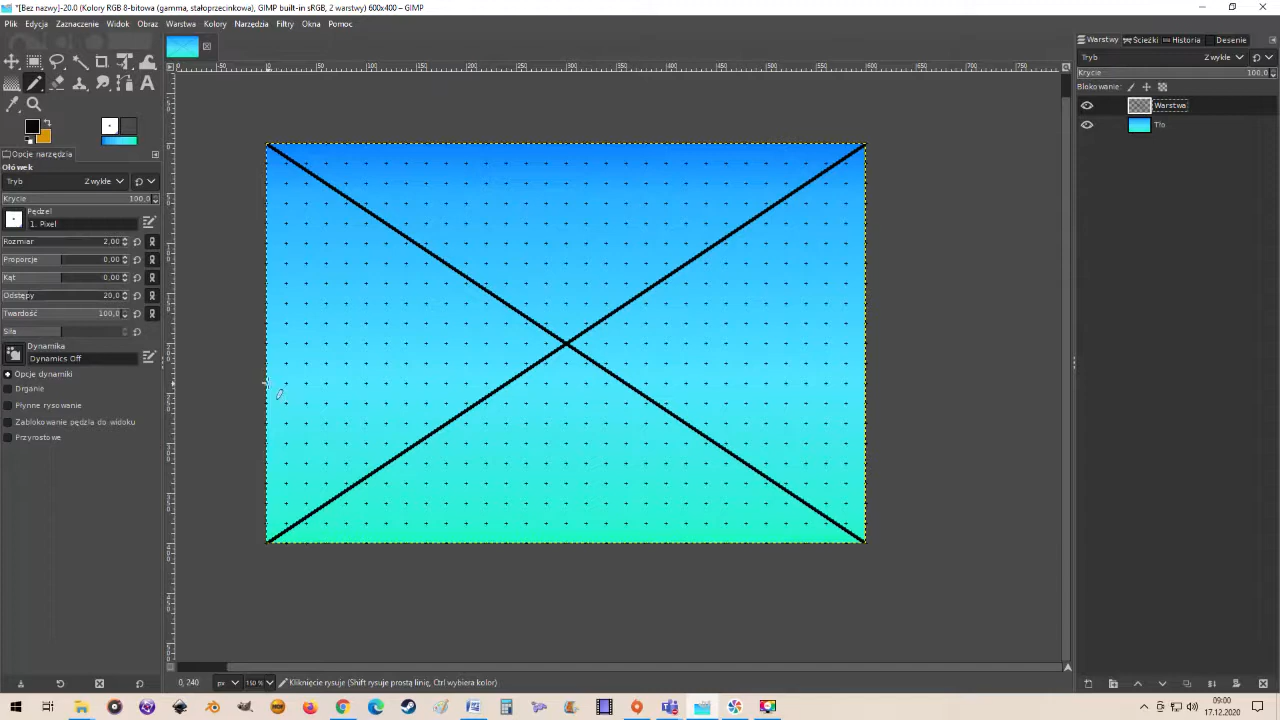 *[Bez nazwy]-20.0 (Kolory RGB 8-bitowa (gamma, stałoprzecinkowa), GIMP built-in sRGB, 2 warstwy) 600x400 – GIMP
Plik Edycja Zaznaczenie Widok Obraz Warstwa Kolory Narzędzia Filtry Okna Pomoc
Opcje narzędzia
Ołówek
Tryb Zwykłe
Krycie 100,0
Pędzel
1. Pixel
Rozmiar 2,00
Proporcje 0,00
Kąt 0,00
Odstępy 20,0
Twardość 100,0
Siła
Dynamika
Dynamics Off
Opcje dynamiki
Drganie
Płynne rysowanie
Zablokowanie pędzla do widoku
Przyrostowe
Warstwy Ścieżki Historia Desenie
Tryb Zwykłe
Krycie 100,0
Blokowanie:
Warstwa
Tło
0, 240 px 150 % Kliknięcie rysuje (Shift rysuje prostą linię, Ctrl wybiera kolor)
09:00
17.12.2020